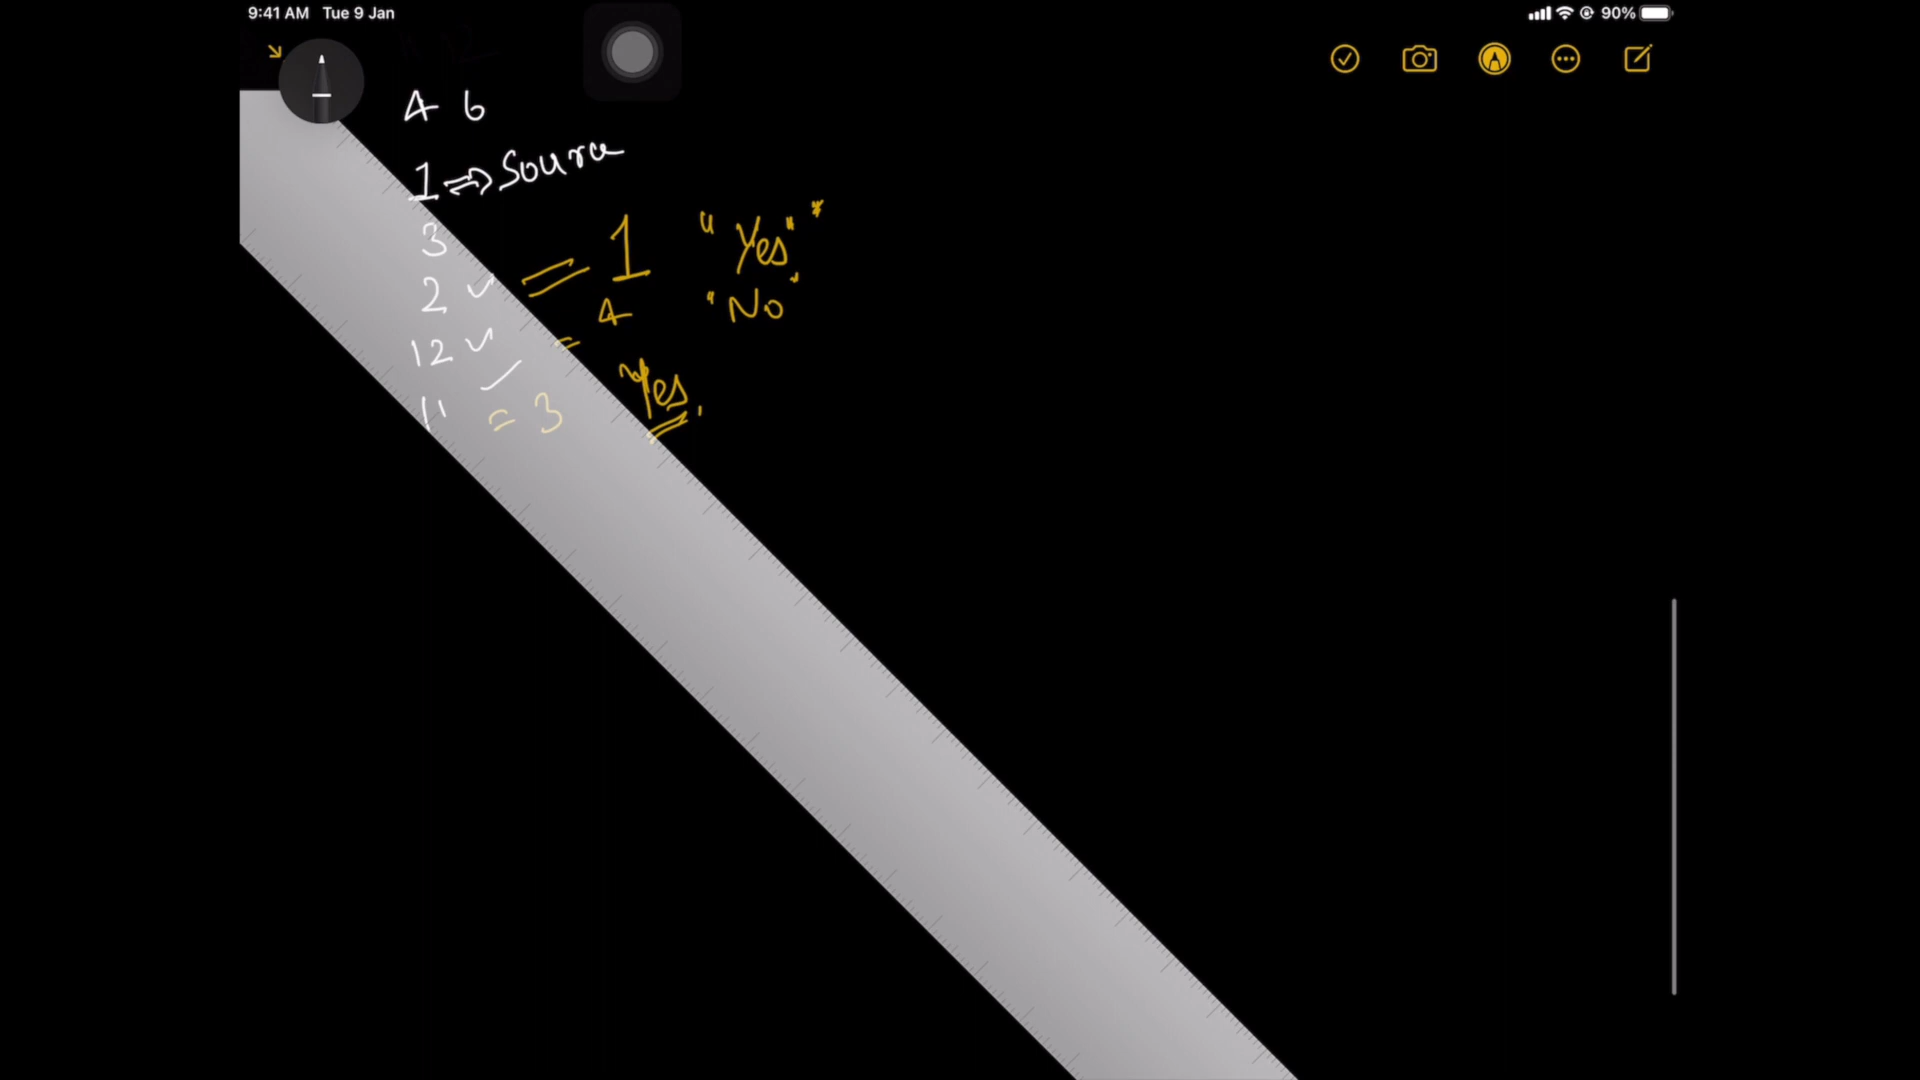 9:41 AM Tue 9 Jan
90%
4 6
1 ⇒ Source
3
= 1 "Yes"
2 ✓
4 "No"
12 ✓
=
Yes
11 = 3